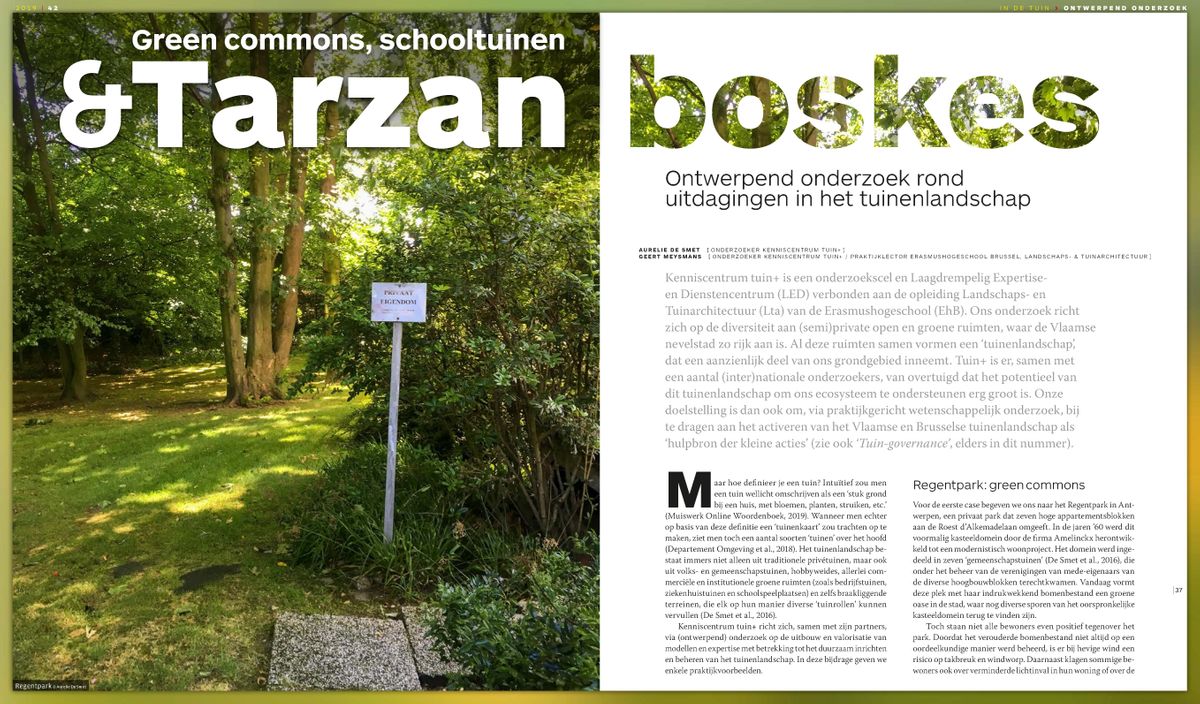 2019 | 42
IN DE TUIN > ONTWERPEND ONDERZOEK
Green commons, schooltuinen
&Tarzan
boskes
Ontwerpend onderzoek rond
uitdagingen in het tuinenlandschap
PRIVAAT
EIGENDOM
AURELIE DE SMET [ONDERZOEKER KENNISCENTRUM TUIN+]
GEERT MEYSMANS [ONDERZOEKER KENNISCENTRUM TUIN+ / PRAKTIJKLECTOR ERASMUSHOGESCHOOL BRUSSEL, LANDSCHAPS- & TUINARCHITECTUUR]
Kenniscentrum tuin+ is een onderzoekscel en Laagdrempelig Expertise-
en Dienstencentrum (LED) verbonden aan de opleiding Landschaps- en
Tuinarchitectuur (Lta) van de Erasmushogeschool (EhB). Ons onderzoek richt
zich op de diversiteit aan (semi)private open en groene ruimten, waar de Vlaamse
nevelstad zo rijk aan is. Al deze ruimten samen vormen een ‘tuinenlandschap’,
dat een aanzienlijk deel van ons grondgebied inneemt. Tuin+ is er, samen met
een aantal (inter)nationale onderzoekers, van overtuigd dat het potentieel van
dit tuinenlandschap om ons ecosysteem te ondersteunen erg groot is. Onze
doelstelling is dan ook om, via praktijkgericht wetenschappelijk onderzoek, bij
te dragen aan het activeren van het Vlaamse en Brusselse tuinenlandschap als
‘hulpbron der kleine acties’ (zie ook ‘Tuin-governance’, elders in dit nummer).
Maar hoe definieer je een tuin? Intuïtief zou men
een tuin wellicht omschrijven als een ‘stuk grond
bij een huis, met bloemen, planten, struiken, etc.’
(Muiswerk Online Woordenboek, 2019). Wanneer men echter
op basis van deze definitie een ‘tuinenkaart’ zou trachten op te
maken, ziet men toch een aantal soorten ‘tuinen’ over het hoofd
(Departement Omgeving et al., 2018). Het tuinenlandschap be-
staat immers niet alleen uit traditionele privétuinen, maar ook
uit volks- en gemeenschapstuinen, hobbyweides, allerlei com-
merciële en institutionele groene ruimten (zoals bedrijfstuinen,
ziekenhuistuinen en schoolspeelplaatsen) en zelfs braakliggende
terreinen, die elk op hun manier diverse ‘tuinrollen’ kunnen
vervullen (De Smet et al., 2016).
Kenniscentrum tuin+ richt zich, samen met zijn partners,
via (ontwerpend) onderzoek op de uitbouw en valorisatie van
modellen en expertise met betrekking tot het duurzaam inrichten
en beheren van het tuinenlandschap. In deze bijdrage geven we
enkele praktijkvoorbeelden.
Regentpark: green commons
Voor de eerste case begeven we ons naar het Regentpark in Ant-
werpen, een privaat park dat zeven hoge appartementsblokken
aan de Roest d’Alkemadelaan omgeeft. In de jaren ’60 werd dit
voormalig kasteeldomein door de firma Amelinckx herontwik-
keld tot een modernistisch woonproject. Het domein werd inge-
deeld in zeven ‘gemeenschapstuinen’ (De Smet et al., 2016), die
onder het beheer van de verenigingen van mede-eigenaars van
de diverse hoogbouwblokken terechtkwamen. Vandaag vormt
deze plek met haar indrukwekkend bomenbestand een groene
oase in de stad, waar nog diverse sporen van het oorspronkelijke
kasteeldomein terug te vinden zijn.
Toch staan niet alle bewoners even positief tegenover het
park. Doordat het verouderde bomenbestand niet altijd op een
oordeelkundige manier werd beheerd, is er bij hevige wind een
risico op takbreuk en windworp. Daarnaast klagen sommige be-
woners ook over verminderde lichtinval in hun woning of over de
| 37
Regentpark © Aurelie De Smet